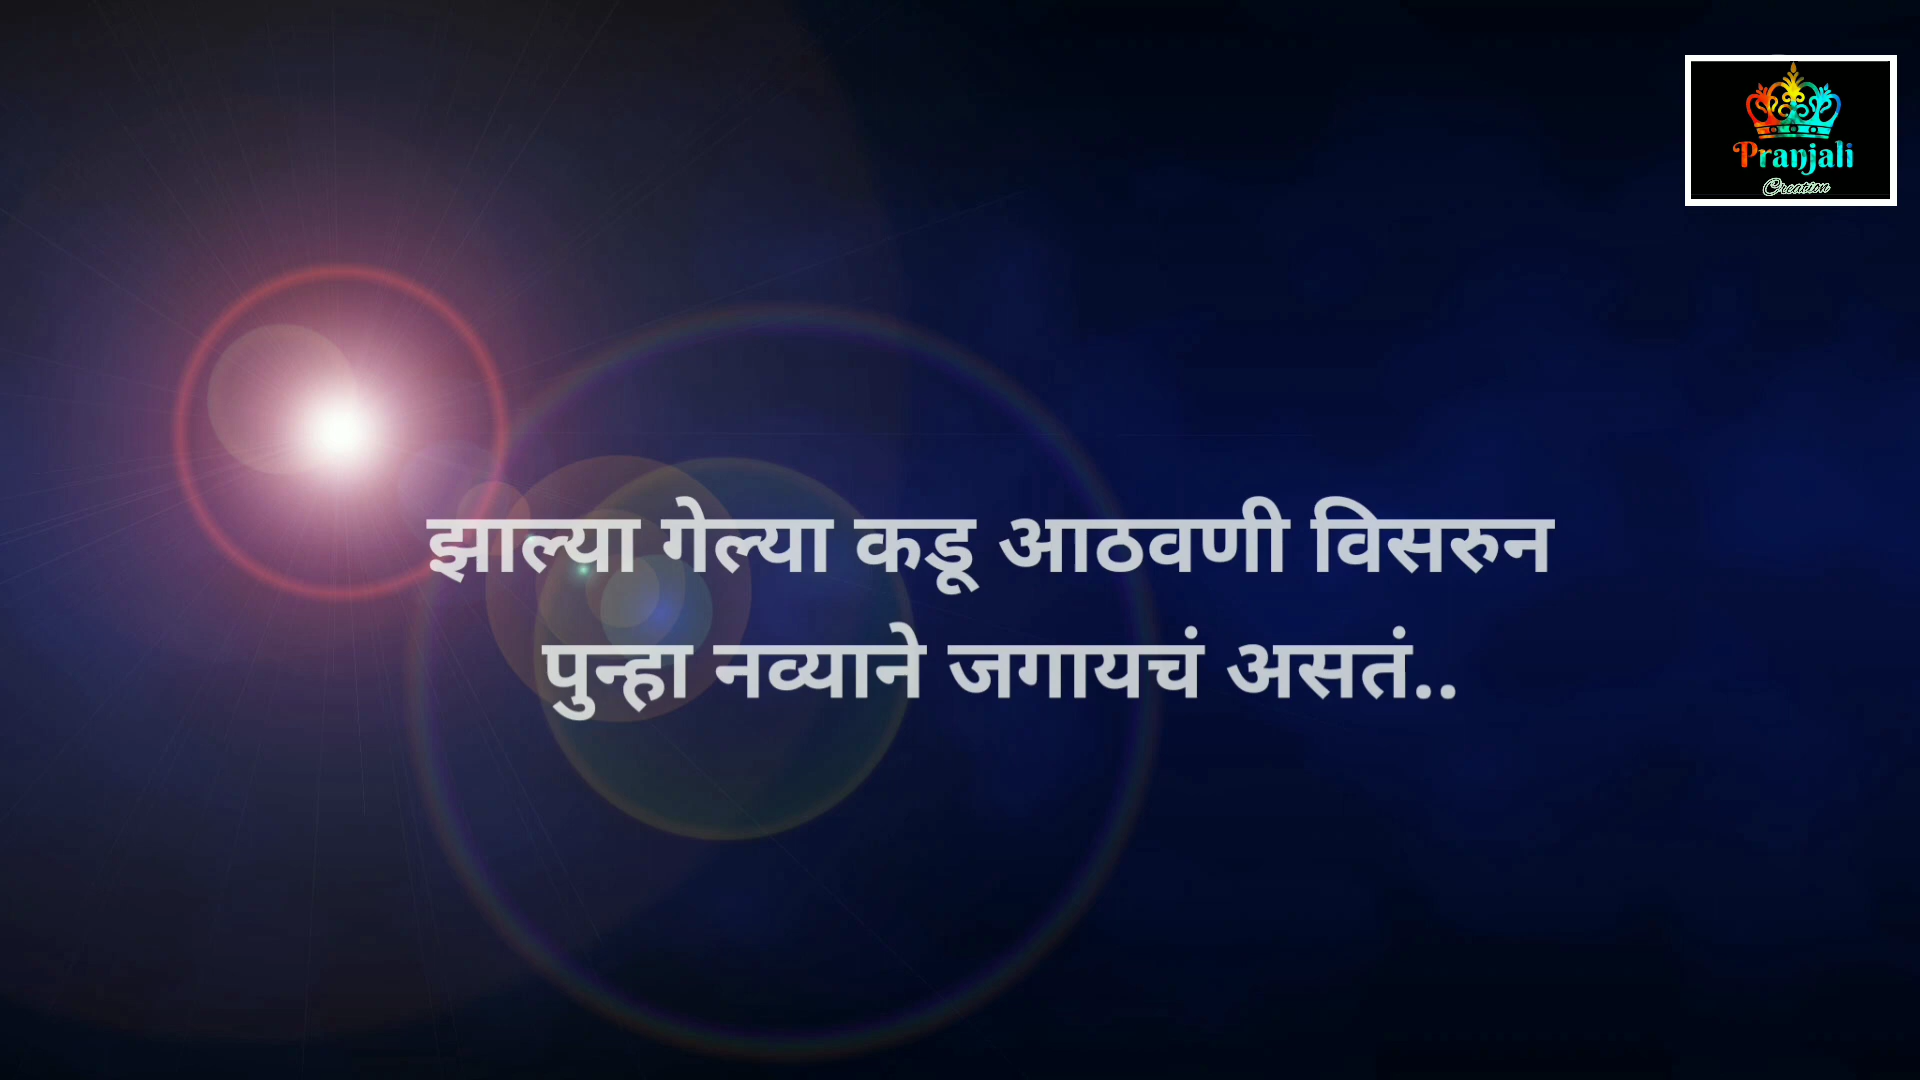 Pranjali
Creation
झाल्या गेल्या कडू आठवणी विसरुन
पुन्हा नव्याने जगायचं असतं..